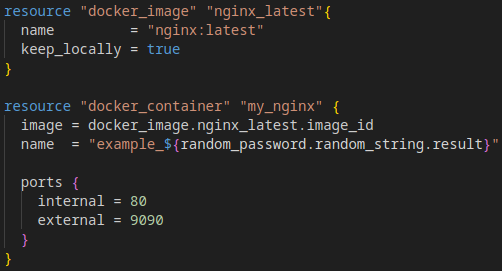 resource "docker_image" "nginx_latest"{
  name         = "nginx:latest"
  keep_locally = true
}

resource "docker_container" "my_nginx" {
  image = docker_image.nginx_latest.image_id
  name  = "example_${random_password.random_string.result}"

  ports {
    internal = 80
    external = 9090
  }
}